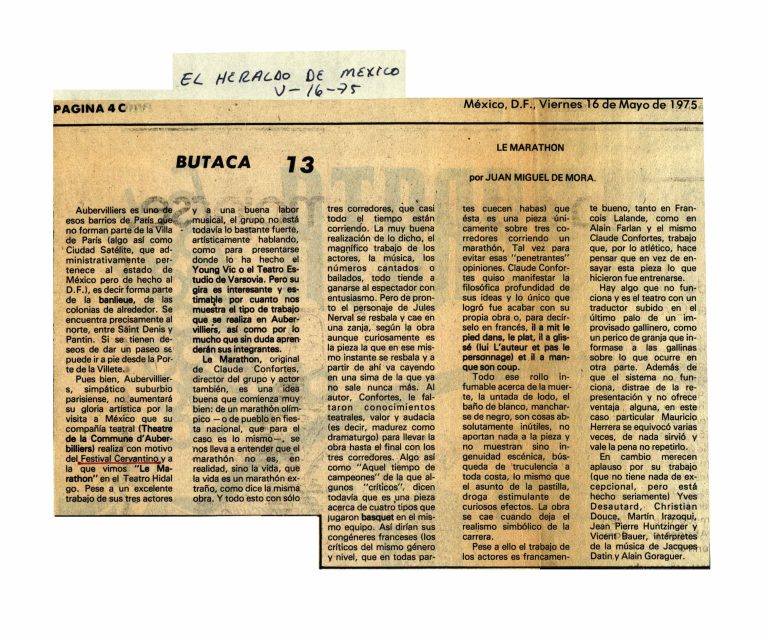 EL HERALDO DE MEXICO
V-16-75
PAGINA 4 C
México, D.F., Viernes 16 de Mayo de 1975
BUTACA 13
LE MARATHON
por JUAN MIGUEL DE MORA.
Aubervilliers es uno de
esos barrios de París que
no forman parte de la Villa
de París (algo así como
Ciudad Satélite, que ad-
ministrativamente per-
tenece al estado de
México pero de hecho al
D.F.), es decir forma parte
de la banlieue, de las
colonias de alrededor. Se
encuentra precisamente al
norte, entre Saint Denis y
Pantin. Si se tienen de-
seos de dar un paseo se
puede ir a pie desde la Por-
te de la Villete.
Pues bien, Aubervillier-
s, simpático suburbio
parisiense, no aumentará
su gloria artística por la
visita a México que su
compañía teatral (Theatre
de la Commune d'Auber-
billiers) realiza con motivo
del Festival Cervantino y a
la que vimos "Le Ma-
rathon" en el Teatro Hidal
go. Pese a un excelente
trabajo de sus tres actores
y a una buena labor
musical, el grupo no está
todavía lo bastante fuerte,
artísticamente hablando,
como para presentarse
donde lo ha hecho el
Young Vic o el Teatro Es-
tudio de Varsovia. Pero su
gira es interesante y es-
timable por cuanto nos
muestra el tipo de trabajo
que se realiza en Auber-
villiers, así como por lo
mucho que sin duda apren-
derán sus integrantes.
Le Marathon, original
de Claude Confortes,
director del grupo y actor
también, es una idea
buena que comienza muy
bien: de un marathón olímpi-
co —o de pueblo en fies-
ta nacional, que para el
caso es lo mismo—, se
nos lleva a entender que el
marathón no es, en
realidad, sino la vida, que
la vida es un marathón ex-
traño, como dice la misma
obra. Y todo esto con sólo
tres corredores, que casi
todo el tiempo están
corriendo. La muy buena
realización de lo dicho, el
magnífico trabajo de los
actores, la música, los
números cantados o
bailados, todo tiende a
ganarse al espectador con
entusiasmo. Pero de pron-
to el personaje de Jules
Nerval se resbala y cae en
una zanja, según la obra
aunque curiosamente es
la pieza la que en ese mis-
mo instante se resbala y a
partir de ahí va cayendo
en una sima de la que ya
no sale nunca más. Al
autor, Confortes, le fal-
taron conocimientos
teatrales, valor y audacia
(es decir, madurez como
dramaturgo) para llevar la
obra hasta el final con los
tres corredores. Algo así
como "Aquel tiempo de
campeones" de la que al-
gunos "críticos", dicen
todavía que es una pieza
acerca de cuatro tipos que
jugaron basquet en el mis-
mo equipo. Así dirían sus
congéneres franceses (los
críticos del mismo género
y nivel, que en todas par-
tes cuecen habas) que
ésta es una pieza úni-
camente sobre tres co-
rredores corriendo un
marathón. Tal vez para
evitar esas "penetrantes"
opiniones. Claude Confor-
tes quiso manifestar la
filosófica profundidad de
sus ideas y lo único que
logró fue acabar con su
propia obra o, para decír-
selo en francés, il a mit le
pied dans, le plat, il a glis-
sé (lui L'auteur et pas le
personnage) et il a man-
que son coup.
Todo ese rollo in-
fumable acerca de la muer-
te, la untada de lodo, el
baño de blanco, manchar-
se de negro, son cosas ab-
solutamente inútiles, no
aportan nada a la pieza y
no muestran sino in-
genuidad escénica, bús-
queda de truculencia a
toda costa, lo mismo que
el asunto de la pastilla,
droga estimulante de
curiosos efectos. La obra
se cae cuando deja el
realismo simbólico de la
carrera.
Pese a ello el trabajo de
los actores es francamen-
te bueno, tanto en Fran-
cois Lalande, como en
Alain Farlan y el mismo
Claude Confortes, trabajo
que, por lo atlético, hace
pensar que en vez de en-
sayar esta pieza lo que
hicieron fue entrenarse.
Hay algo que no fun-
ciona y es el teatro con un
traductor subido en el
último palo de un im-
provisado gallinero, como
un perico de granja que in-
formase a las gallinas
sobre lo que ocurre en
otra parte. Además de
que el sistema no fun-
ciona, distrae de la re-
presentación y no ofrece
ventaja alguna, en este
caso particular Mauricio
Herrera se equivocó varias
veces, de nada sirvió y
vale la pena no repetirlo.
En cambio merecen
aplauso por su trabajo
(que no tiene nada de ex-
cepcional, pero está
hecho seriamente) Yves
Desautard, Christian
Douce, Martín Irazoqui,
Jean Pierre Huntzinger y
Vicent Bauer, intérpretes
de la música de Jacques
Datin y Alain Goraguer.